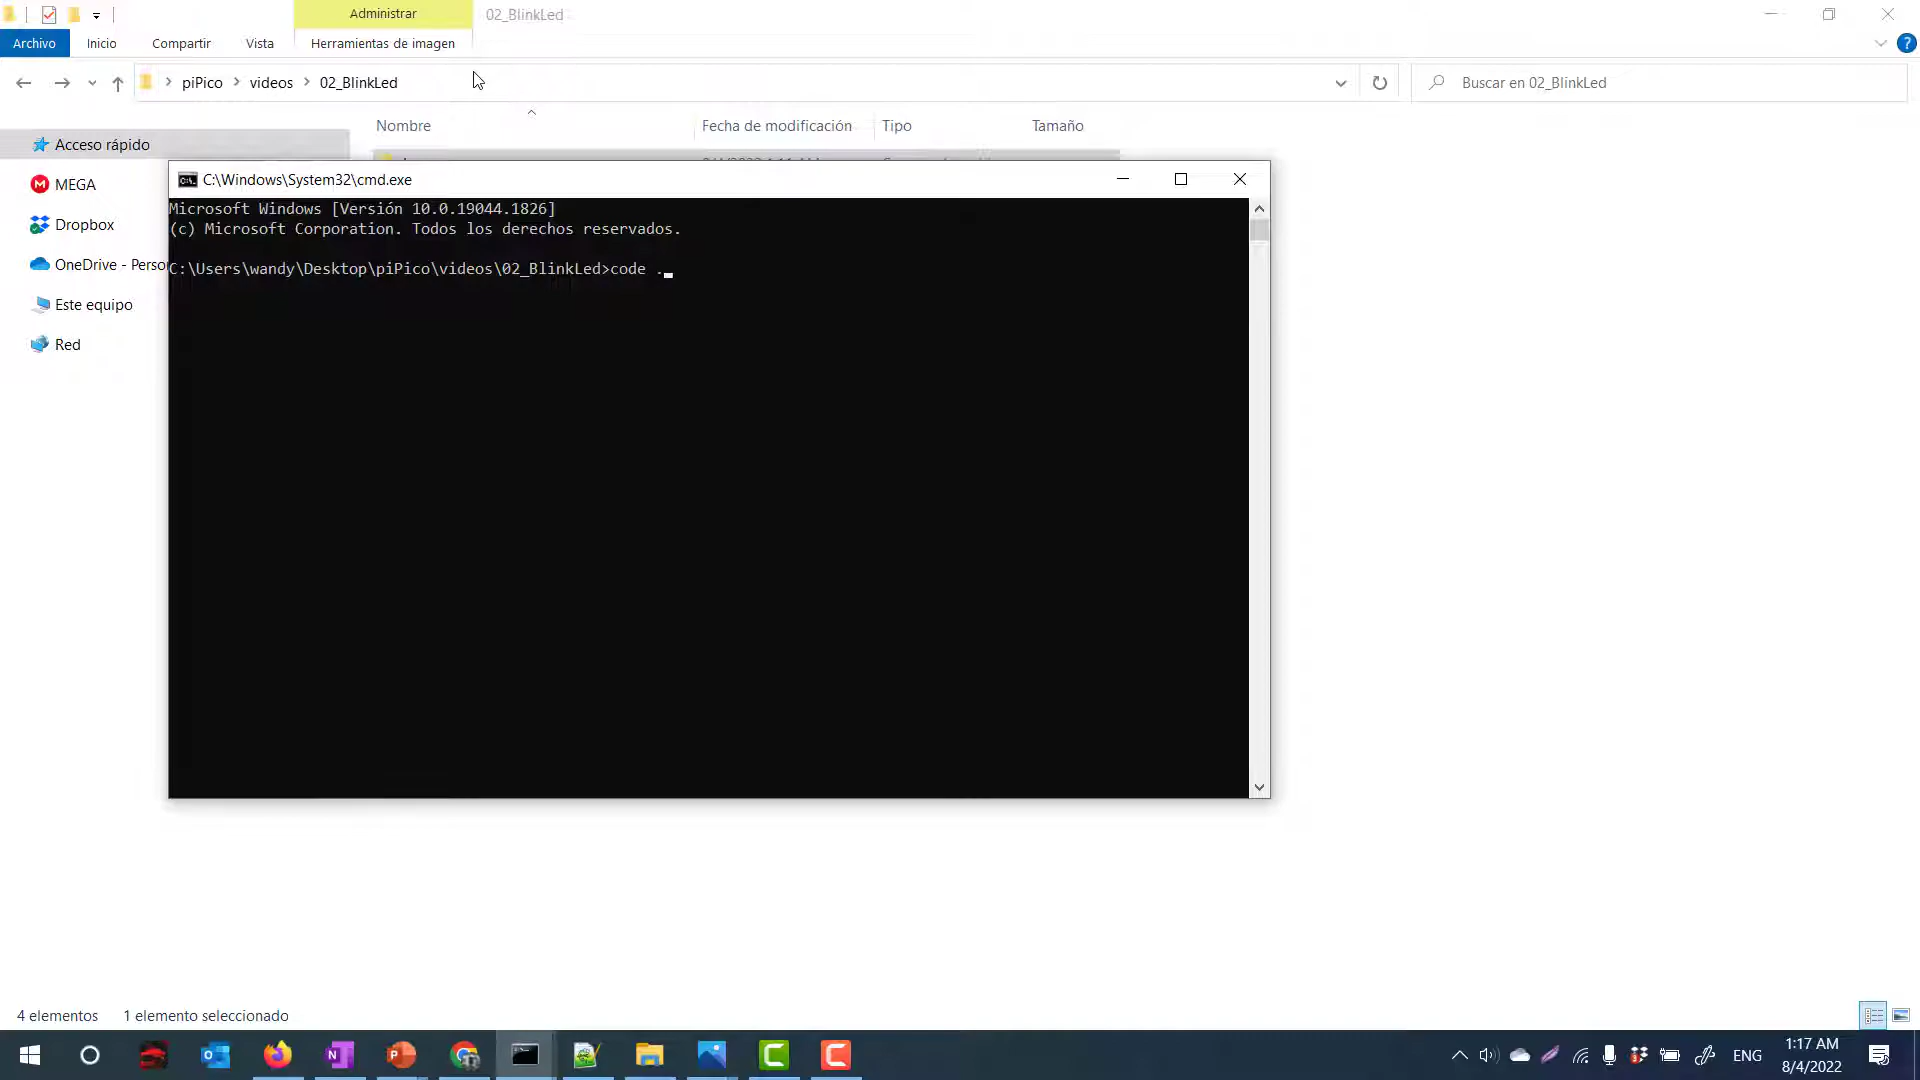 Administrar
02_BlinkLed
Archivo
Inicio
Compartir
Vista
Herramientas de imagen
piPico
videos
02_BlinkLed
Buscar en 02_BlinkLed
Nombre
Fecha de modificación
Tipo
Tamaño
Acceso rápido
MEGA
Dropbox
OneDrive - Perso
Este equipo
Red
C:\Windows\System32\cmd.exe
Microsoft Windows [Versión 10.0.19044.1826]
(c) Microsoft Corporation. Todos los derechos reservados.
C:\Users\wandy\Desktop\piPico\videos\02_BlinkLed>code .
4 elementos
1 elemento seleccionado
ENG
1:17 AM
8/4/2022